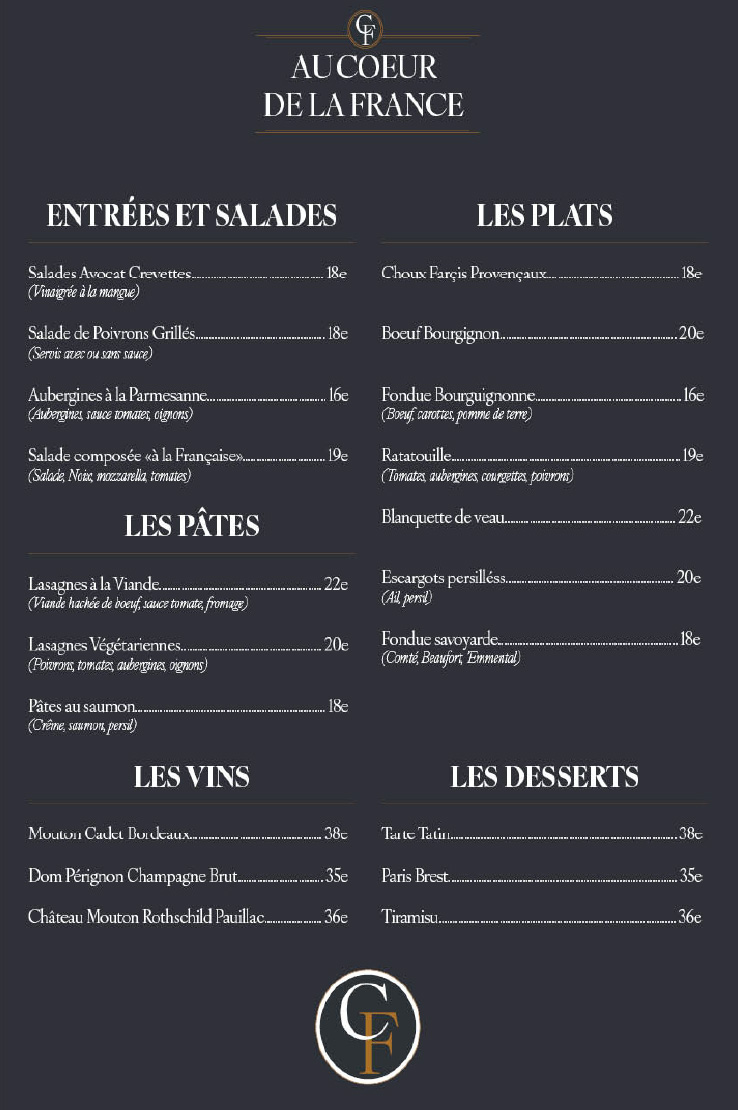 CF
AU COEUR
DE LA FRANCE
ENTRÉES ET SALADES
Salades Avocat Crevettes.......... 18e
(Vinaigrée à la mangue)
Salade de Poivrons Grillés.......... 18e
(Servis avec ou sans sauce)
Aubergines à la Parmesanne.......... 16e
(Aubergines, sauce tomates, oignons)
Salade composée «à la Française».......... 19e
(Salade, Noix, mozzarella, tomates)
LES PÂTES
Lasagnes à la Viande.......... 22e
(Viande hachée de boeuf, sauce tomate, fromage)
Lasagnes Végétariennes.......... 20e
(Poivrons, tomates, aubergines, oignons)
Pâtes au saumon.......... 18e
(Crême, saumon, persil)
LES PLATS
Choux Farçis Provençaux.......... 18e
Boeuf Bourgignon.......... 20e
Fondue Bourguignonne.......... 16e
(Boeuf, carottes, pomme de terre)
Ratatouille.......... 19e
(Tomates, aubergines, courgettes, poivrons)
Blanquette de veau.......... 22e
Escargots persilléss.......... 20e
(Ail, persil)
Fondue savoyarde.......... 18e
(Comté, Beaufort, 'Emmental)
LES VINS
Mouton Cadet Bordeaux.......... 38e
Dom Pérignon Champagne Brut.......... 35e
Château Mouton Rothschild Pauillac.......... 36e
LES DESSERTS
Tarte Tatin.......... 38e
Paris Brest.......... 35e
Tiramisu.......... 36e
CF